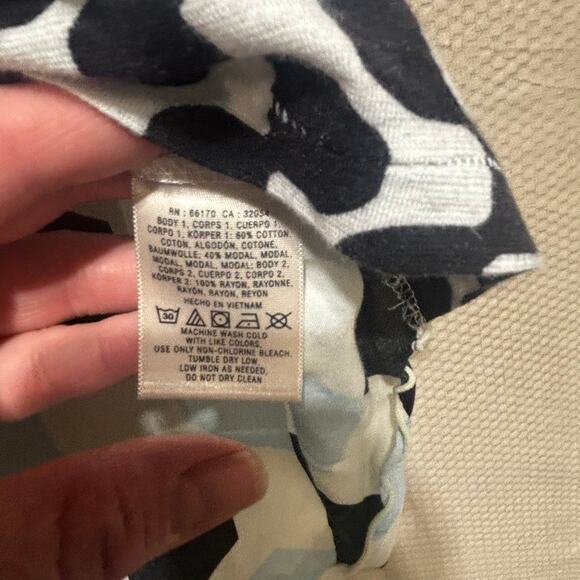 RN : 66170 CA : 32054
BODY 1, CORPS 1, CUERPO 1,
CORPO 1, KÖRPER 1: 60% COTTON,
COTON, ALGODÓN, COTONE,
BAUMWOLLE: 40% MODAL, MODAL,
MODAL, MODAL, MODAL: BODY 2,
CORPS 2, CUERPO 2, CORPO 2,
KÖRPER 2: 100% RAYON, RAYONNE,
RAYON, RAYON, REYON
HECHO EN VIETNAM
30
MACHINE WASH COLD
WITH LIKE COLORS,
USE ONLY NON-CHLORINE BLEACH.
TUMBLE DRY LOW
LOW IRON AS NEEDED,
DO NOT DRY CLEAN